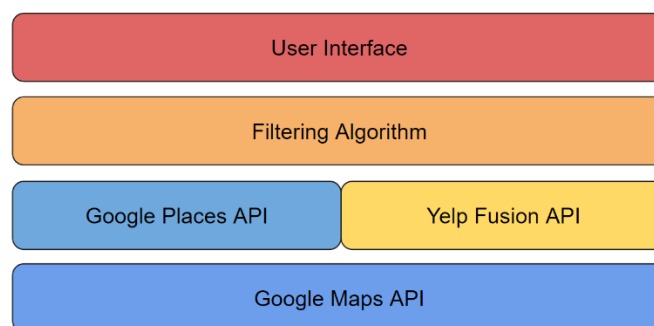 User Interface
Filtering Algorithm
Google Places API
Yelp Fusion API
Google Maps API